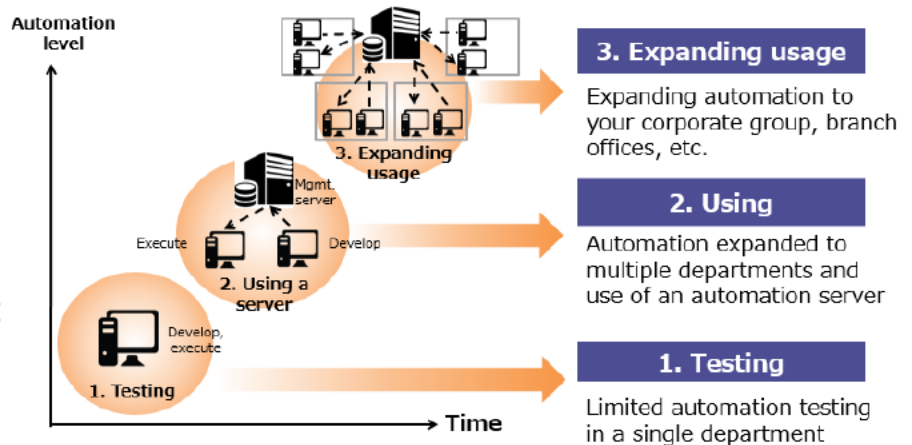 Automation
level
3. Expanding
usage
Mgmt.
server
Execute
Develop
2. Using a
server
Develop,
execute
1. Testing
Time
3. Expanding usage
Expanding automation to
your corporate group, branch
offices, etc.
2. Using
Automation expanded to
multiple departments and
use of an automation server
1. Testing
Limited automation testing
in a single department